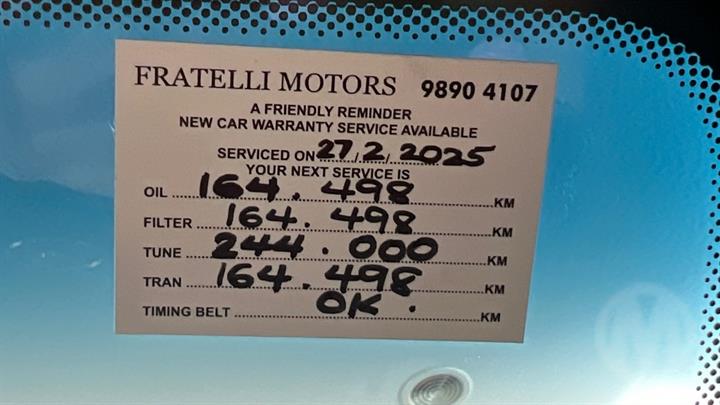 FRATELLI MOTORS 9890 4107
A FRIENDLY REMINDER
NEW CAR WARRANTY SERVICE AVAILABLE
SERVICED ON 27/2/2025
YOUR NEXT SERVICE IS
OIL 164.498 KM
FILTER 164.498 KM
TUNE 244.000 KM
TRAN 164.498 KM
TIMING BELT OK. KM
M